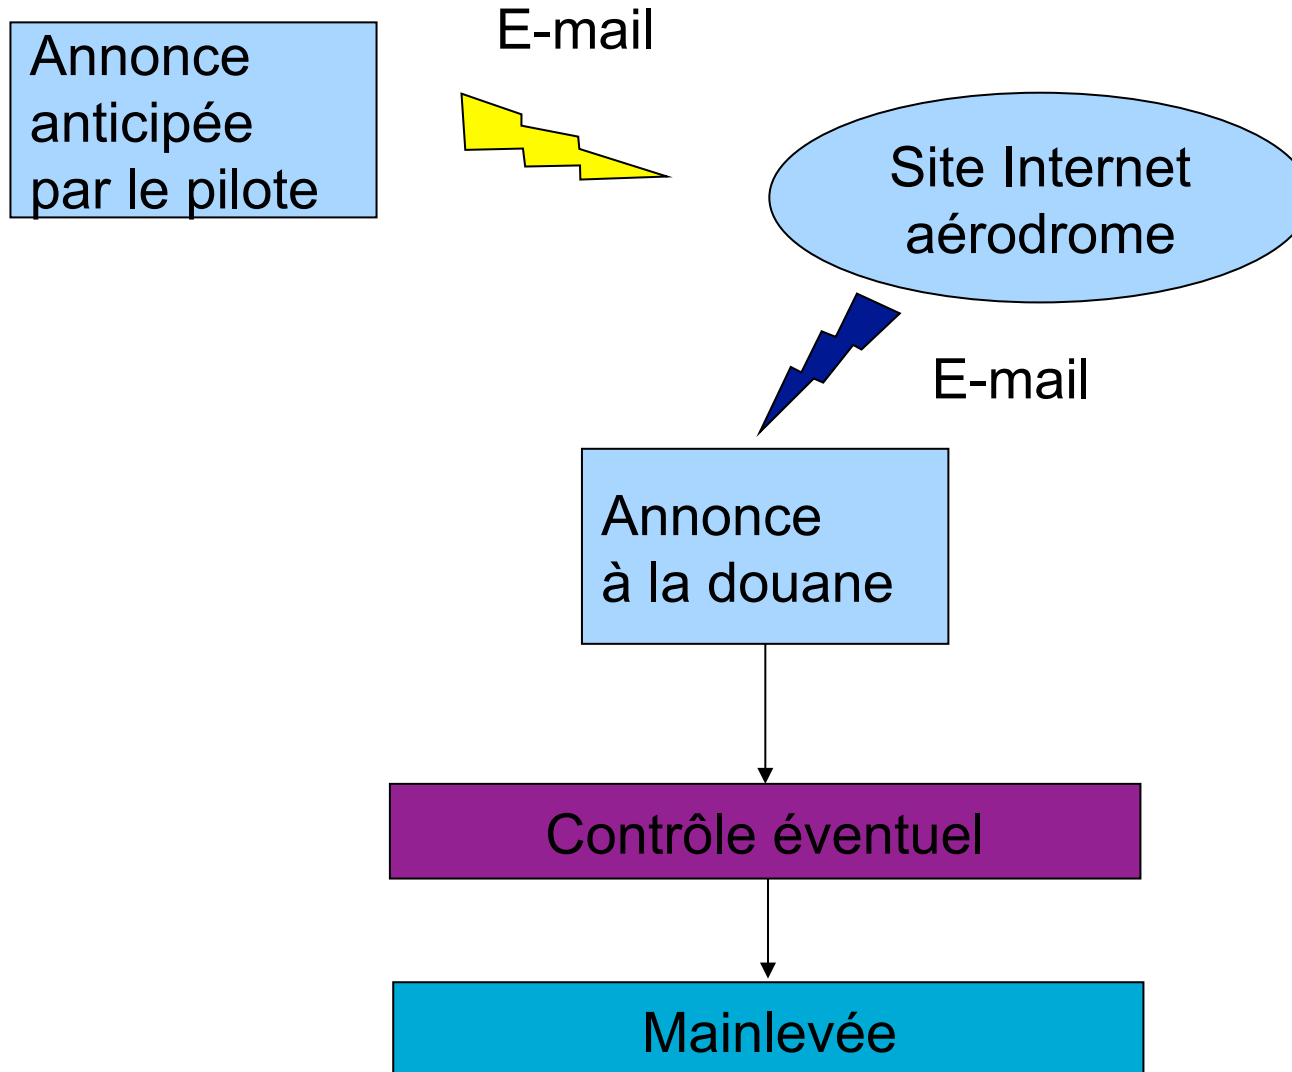 E-mail
Annonce
anticipée
par le pilote
Site Internet
aérodrome
E-mail
Annonce
à la douane
Contrôle éventuel
Mainlevée